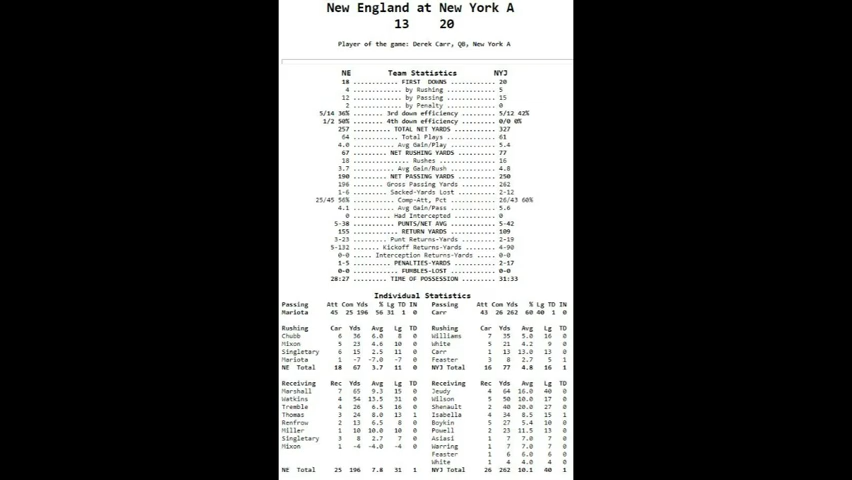 New England at New York A
13 20
Player of the game: Derek Carr, QB, New York A
NE Team Statistics NYJ
18 ............ FIRST DOWNS ............ 20
4 ............ by Rushing ............ 5
12 ............ by Passing ............ 15
2 ............ by Penalty ............ 0
5/14 36% ...... 3rd down efficiency ...... 5/12 42%
1/2 50% ...... 4th down efficiency ...... 0/0 0%
257 .......... TOTAL NET YARDS .......... 327
64 ............ Total Plays ............ 61
4.0 ........... Avg Gain/Play ........... 5.4
67 ......... NET RUSHING YARDS ......... 77
18 .............. Rushes .............. 16
3.7 ........... Avg Gain/Rush ........... 4.8
190 ......... NET PASSING YARDS ......... 250
196 ........ Gross Passing Yards ........ 262
1-6 ......... Sacked-Yards Lost ......... 2-12
25/45 56% ......... Comp-Att, Pct ......... 26/43 60%
4.1 ........... Avg Gain/Pass ........... 5.6
0 .......... Had Intercepted .......... 0
5-38 .......... PUNTS/NET AVG .......... 5-42
155 ........... RETURN YARDS ........... 109
3-23 ........ Punt Returns-Yards ........ 2-19
5-132 ....... Kickoff Returns-Yards ....... 4-90
0-0 .... Interception Returns-Yards .... 0-0
1-5 ......... PENALTIES-YARDS ......... 2-17
0-0 .......... FUMBLES-LOST .......... 0-0
28:27 ........ TIME OF POSSESSION ........ 31:33
Individual Statistics
Passing Att Com Yds % Lg TD IN Passing Att Com Yds % Lg TD IN
Mariota 45 25 196 56 31 1 0 Carr 43 26 262 60 40 1 0
Rushing Car Yds Avg Lg TD Rushing Car Yds Avg Lg TD
Chubb 6 36 6.0 8 0 Williams 7 35 5.0 16 0
Mixon 5 23 4.6 10 0 White 5 21 4.2 9 0
Singletary 6 15 2.5 11 0 Carr 1 13 13.0 13 0
Mariota 1 -7 -7.0 -7 0 Feaster 3 8 2.7 5 1
NE Total 18 67 3.7 11 0 NYJ Total 16 77 4.8 16 1
Receiving Rec Yds Avg Lg TD Receiving Rec Yds Avg Lg TD
Marshall 7 65 9.3 15 0 Jeudy 4 64 16.0 40 0
Watkins 4 54 13.5 31 0 Wilson 5 50 10.0 17 0
Tremble 4 26 6.5 16 0 Shenault 2 40 20.0 27 0
Thomas 3 24 8.0 13 1 Isabella 4 34 8.5 15 1
Renfrow 2 13 6.5 8 0 Boykin 5 27 5.4 10 0
Miller 1 10 10.0 10 0 Powell 2 23 11.5 13 0
Singletary 3 8 2.7 7 0 Asiasi 1 7 7.0 7 0
Mixon 1 -4 -4.0 -4 0 Warring 1 7 7.0 7 0
Feaster 1 6 6.0 6 0
White 1 4 4.0 4 0
NE Total 25 196 7.8 31 1 NYJ Total 26 262 10.1 40 1